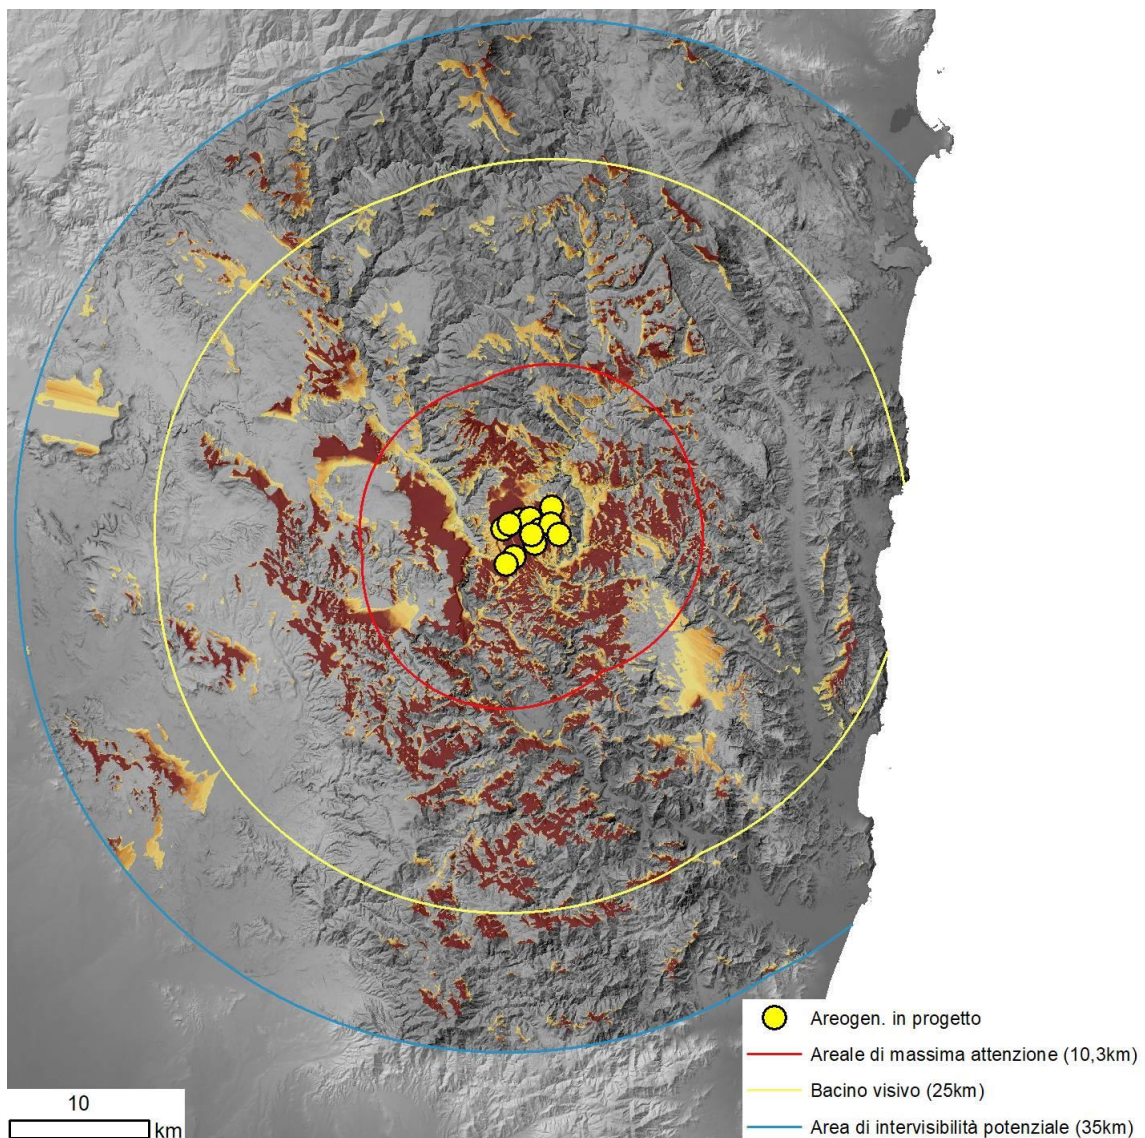 10
km
Areogen. in progetto
Areale di massima attenzione (10,3km)
Bacino visivo (25km)
Area di intervisibilità potenziale (35km)